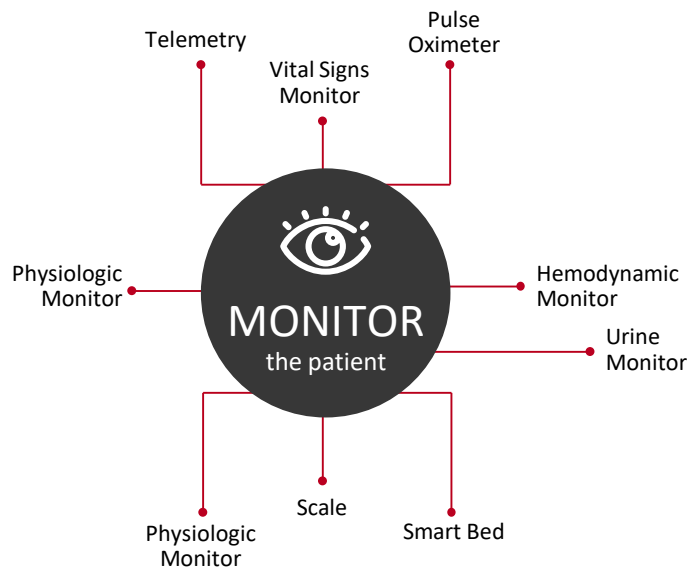 Telemetry
Vital Signs
Monitor
Pulse
Oximeter
Physiologic
Monitor
MONITOR
the patient
Hemodynamic
Monitor
Urine
Monitor
Physiologic
Monitor
Scale
Smart Bed